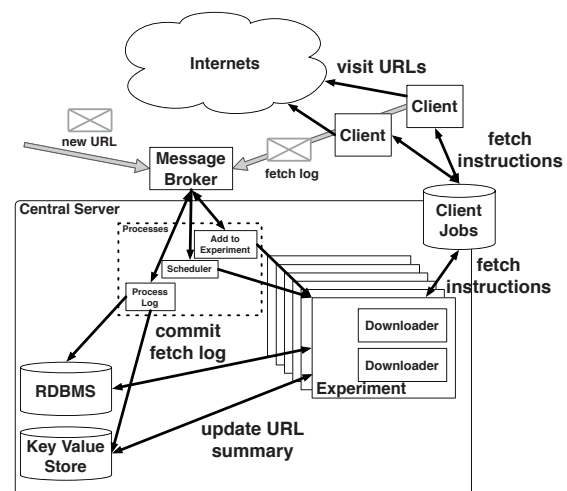 Internets
visit URLs
Client
Client
new URL
fetch log
fetch
instructions
Message
Broker
Central Server
Client
Jobs
Processes
Add to
Experiment
Scheduler
Process
Log
fetch
instructions
commit
fetch log
Downloader
Downloader
Experiment
RDBMS
update URL
summary
Key Value
Store